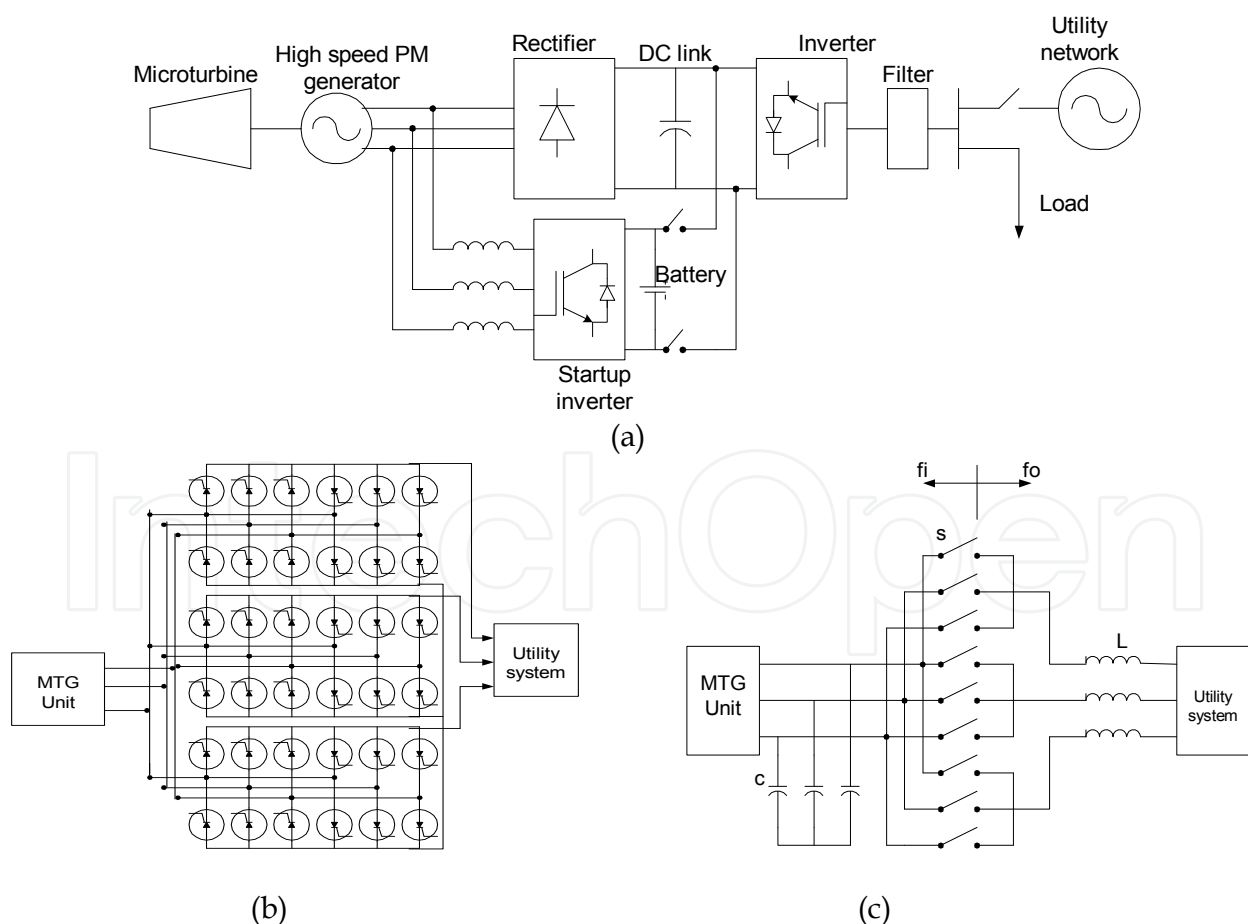 Microturbine
High speed PM
generator
Rectifier
DC link
Inverter
Filter
Utility
network
Load
Battery
Startup
inverter
(a)
IntechOpen
MTG
Unit
Utility
system
(b)
fi
fo
s
MTG
Unit
c
L
Utility
system
(c)